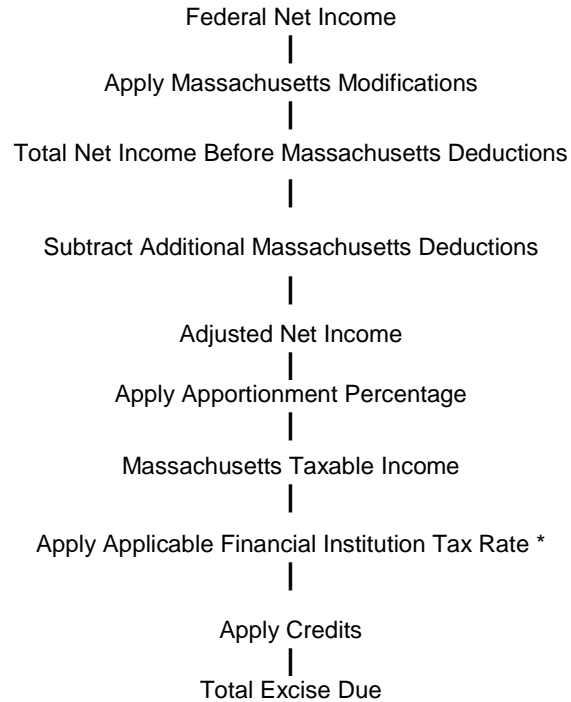 Federal Net Income
Apply Massachusetts Modifications
Total Net Income Before Massachusetts Deductions
Subtract Additional Massachusetts Deductions
Adjusted Net Income
Apply Apportionment Percentage
Massachusetts Taxable Income
Apply Applicable Financial Institution Tax Rate *
Apply Credits
Total Excise Due